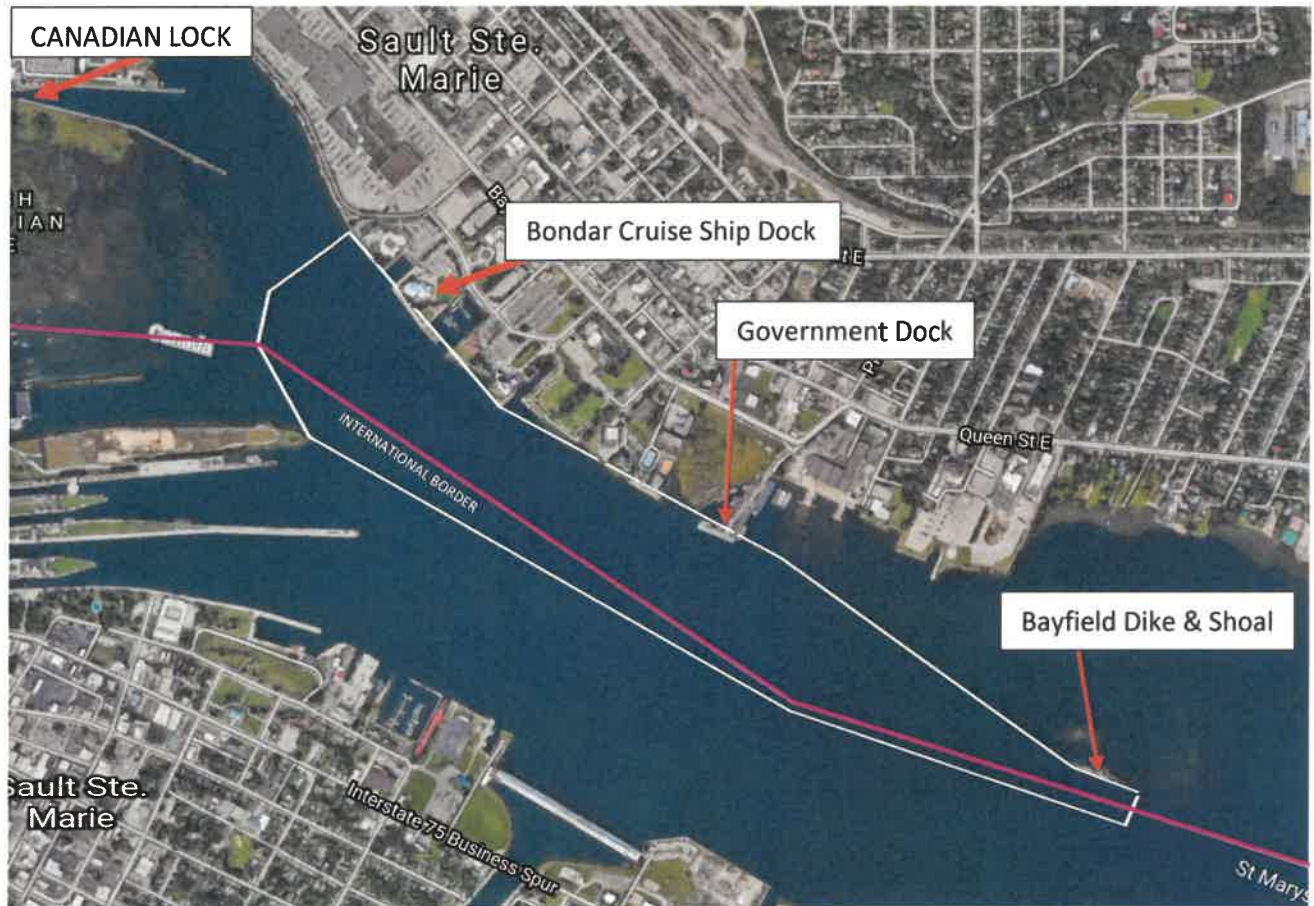 CANADIAN LOCK
Sault Ste.
Marie
H
IAN
Bondar Cruise Ship Dock
t E
Government Dock
Queen St E
INTERNATIONAL BORDER
Bayfield Dike & Shoal
Sault Ste.
Marie
Interstate 75 Business Spur
St Marys